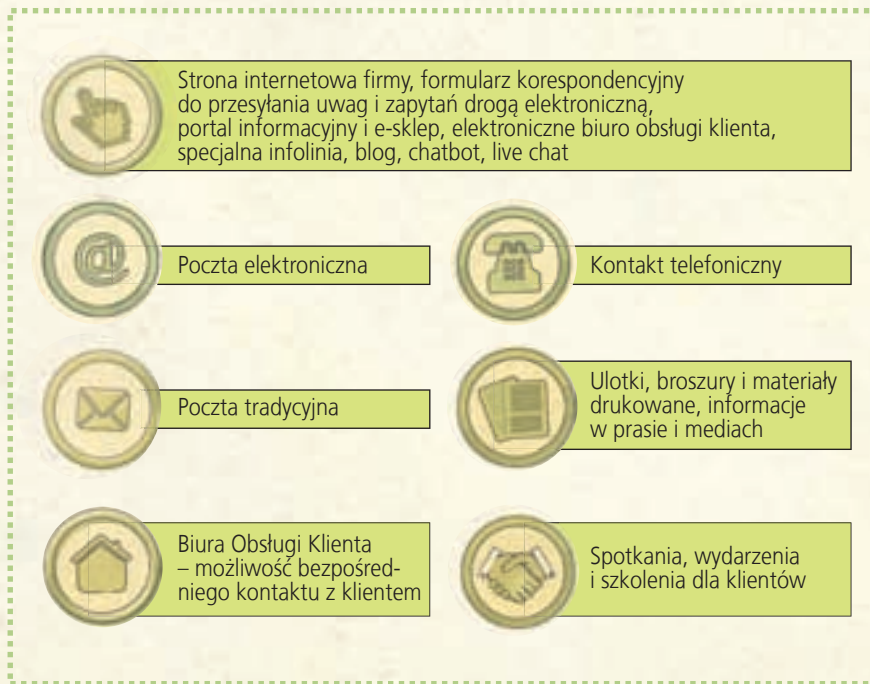 Strona internetowa firmy, formularz korespondencyjny
do przesyłania uwag i zapytań drogą elektroniczną,
portal informacyjny i e-sklep, elektroniczne biuro obsługi klienta,
specjalna infolinia, blog, chatbot, live chat
@
Poczta elektroniczna
Kontakt telefoniczny
Poczta tradycyjna
Ulotki, broszury i materiały
drukowane, informacje
w prasie i mediach
Biura Obsługi Klienta
– możliwość bezpośred-
niego kontaktu z klientem
Spotkania, wydarzenia
i szkolenia dla klientów